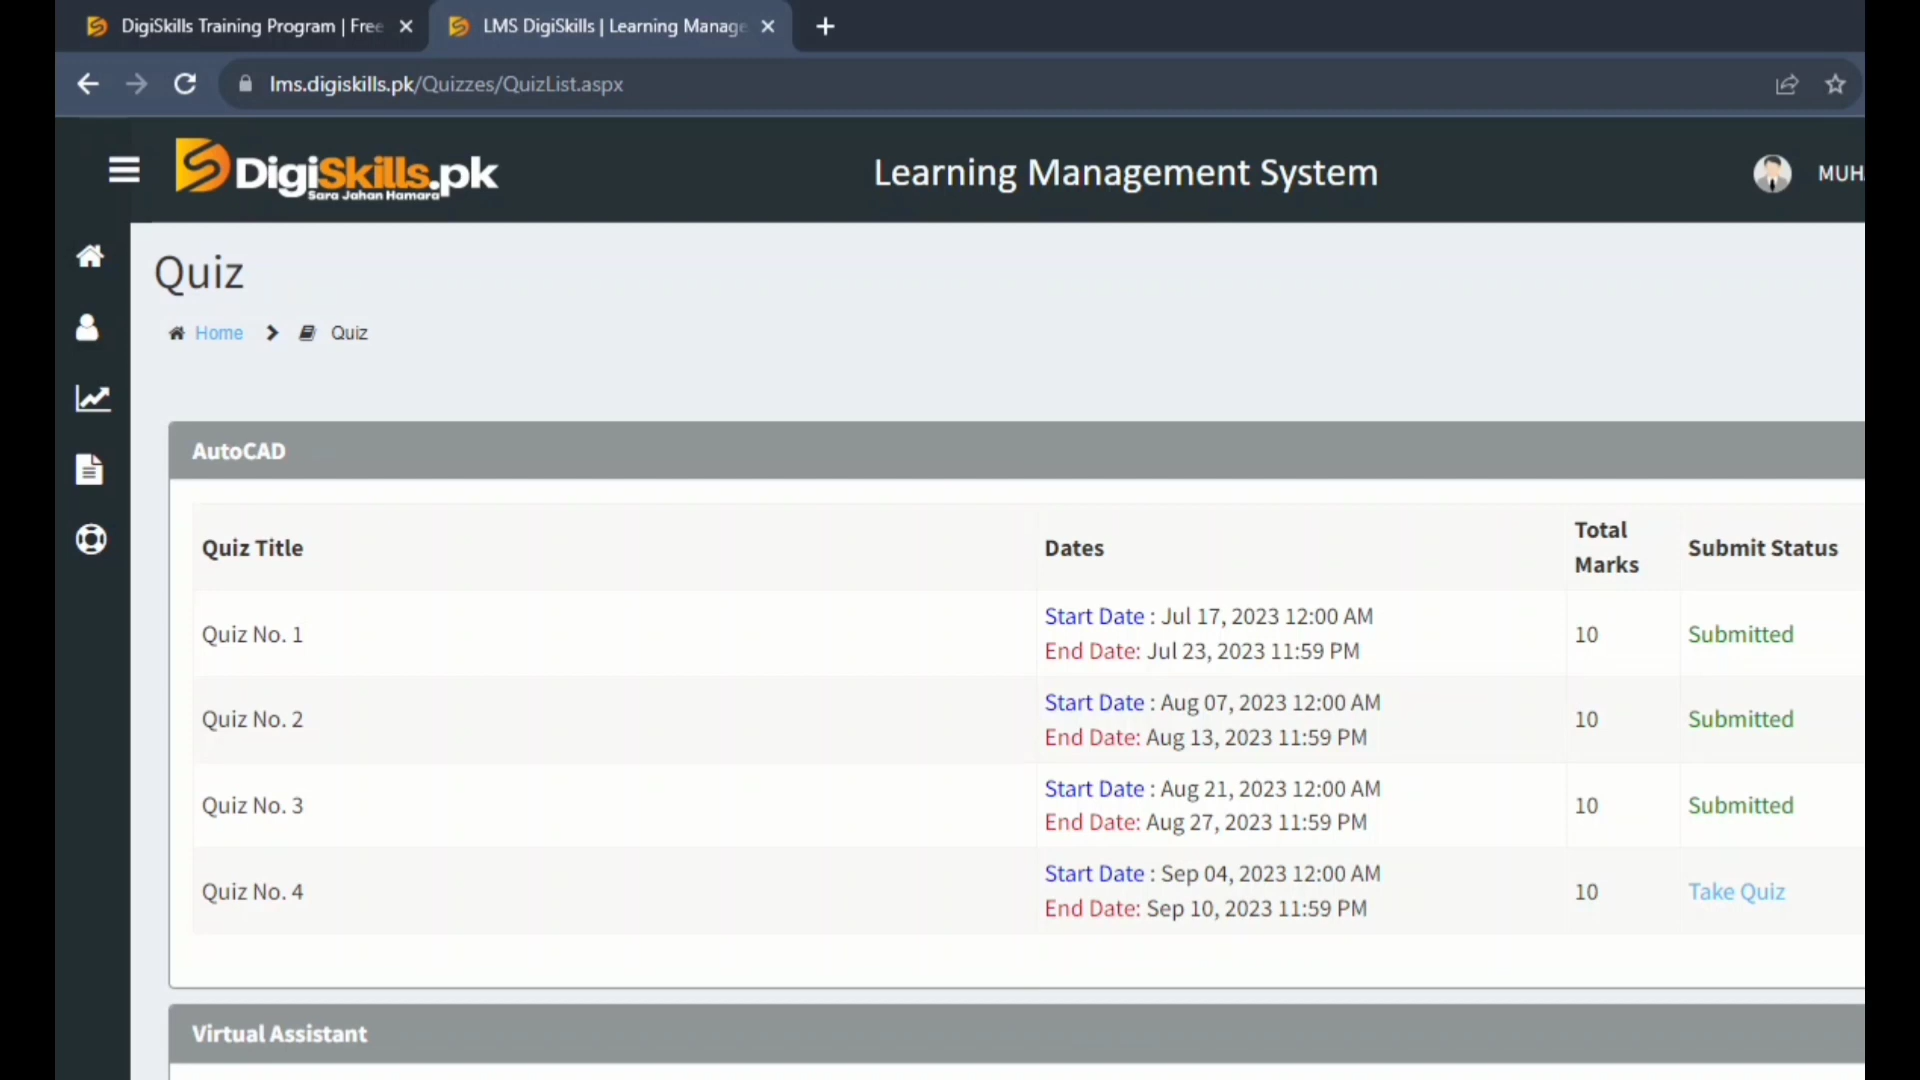 DigiSkills Training Program | Free
LMS DigiSkills | Learning Manage
lms.digiskills.pk/Quizzes/QuizList.aspx
DigiSkills.pk
Sara Jahan Hamara
Learning Management System
MUHA
Quiz
Home
Quiz
AutoCAD
Quiz Title
Dates
Total
Marks
Submit Status
Quiz No. 1
Start Date : Jul 17, 2023 12:00 AM
End Date: Jul 23, 2023 11:59 PM
10
Submitted
Quiz No. 2
Start Date : Aug 07, 2023 12:00 AM
End Date: Aug 13, 2023 11:59 PM
10
Submitted
Quiz No. 3
Start Date : Aug 21, 2023 12:00 AM
End Date: Aug 27, 2023 11:59 PM
10
Submitted
Quiz No. 4
Start Date : Sep 04, 2023 12:00 AM
End Date: Sep 10, 2023 11:59 PM
10
Take Quiz
Virtual Assistant